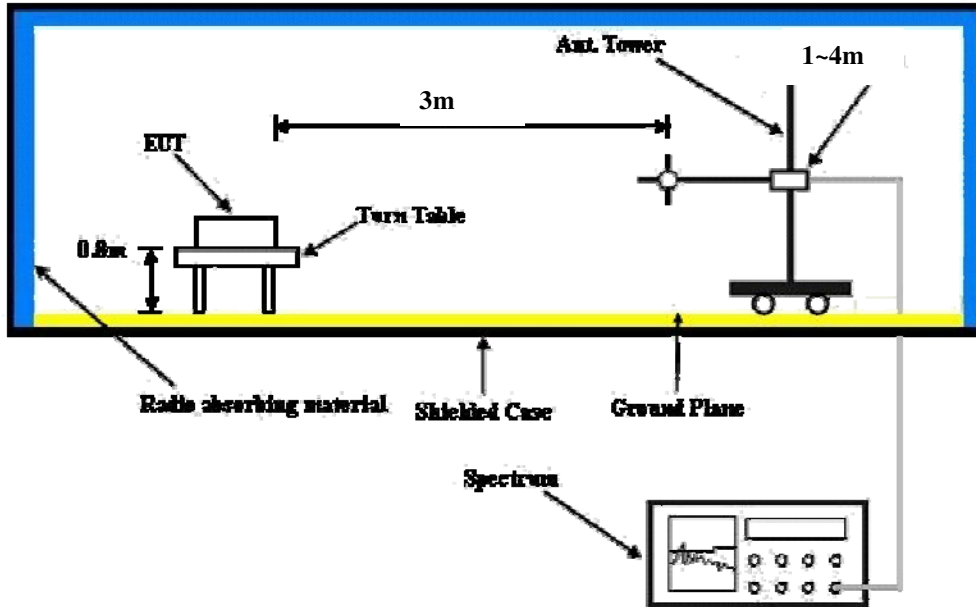 Ant. Tower
1~4m
3m
EUT
Turn Table
0.8m
Radio absorbing material
Shielded Case
Ground Plane
Spectrum